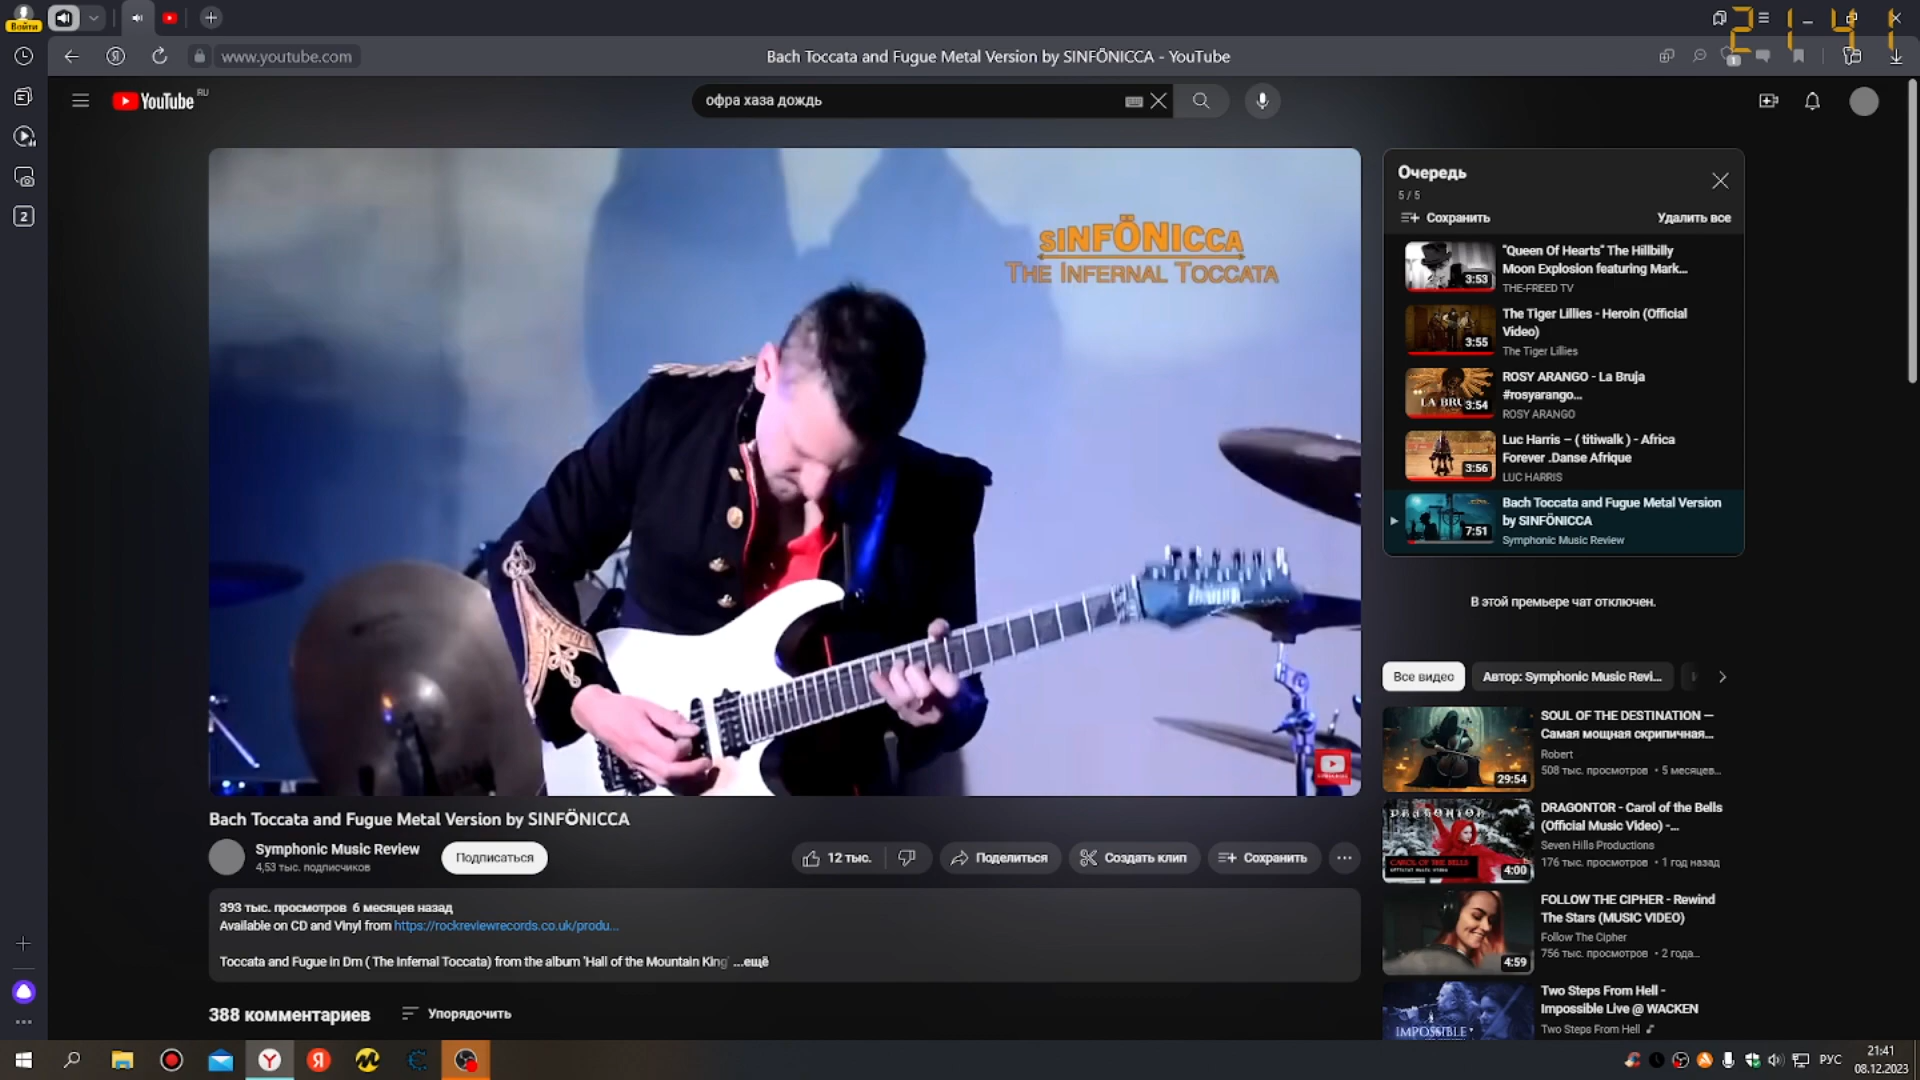 Войти
21:41
www.youtube.com
Bach Toccata and Fugue Metal Version by SINFÖNICCA - YouTube
1
2
YouTube
RU
офра хаза дождь
SINFÖNICCA
THE INFERNAL TOCCATA
Bach Toccata and Fugue Metal Version by SINFÖNICCA
Symphonic Music Review
4,53 тыс. подписчиков
Подписаться
12 тыс.
Поделиться
Создать клип
Сохранить
393 тыс. просмотров 6 месяцев назад
Available on CD and Vinyl from https://rockreviewrecords.co.uk/produ...
Toccata and Fugue in Dm ( The Infernal Toccata) from the album 'Hall of the Mountain King' ...ещё
388 комментариев
Упорядочить
Очередь
5 / 5
Сохранить
Удалить все
3:53
"Queen Of Hearts" The Hillbilly
Moon Explosion featuring Mark...
THE-FREED TV
3:55
The Tiger Lillies - Heroin (Official
Video)
The Tiger Lillies
3:54
ROSY ARANGO - La Bruja
#rosyarango...
ROSY ARANGO
3:56
Luc Harris – ( titiwalk ) - Africa
Forever .Danse Afrique
LUC HARRIS
7:51
Bach Toccata and Fugue Metal Version
by SINFÖNICCA
Symphonic Music Review
В этой премьере чат отключен.
Все видео
Автор: Symphonic Music Revi...
29:54
SOUL OF THE DESTINATION —
Самая мощная скрипичная...
Robert
508 тыс. просмотров • 5 месяцев...
DRAGONTOR
CAROL OF THE BELLS
4:00
DRAGONTOR - Carol of the Bells
(Official Music Video) -...
Seven Hills Productions
176 тыс. просмотров • 1 год назад
4:59
FOLLOW THE CIPHER - Rewind
The Stars (MUSIC VIDEO)
Follow The Cipher
756 тыс. просмотров • 2 года...
IMPOSSIBLE
Two Steps From Hell -
Impossible Live @ WACKEN
Two Steps From Hell
РУС
21:41
08.12.2023